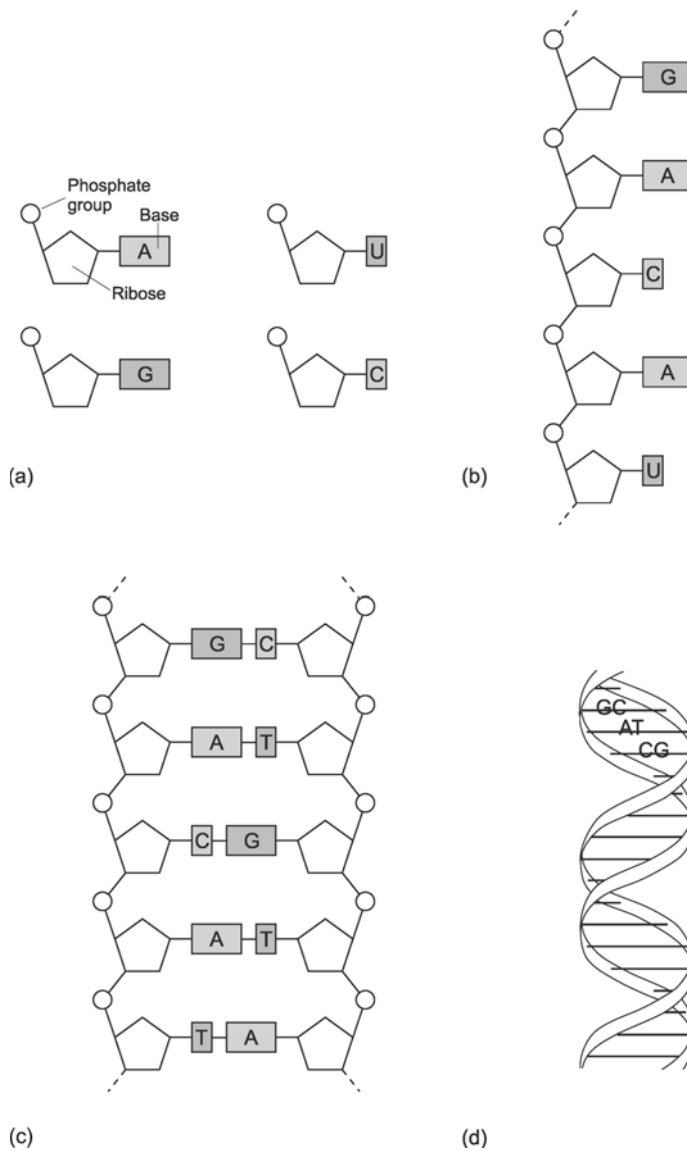 Phosphate
group
Base
A
Ribose
U
G
C
(a)
G
A
C
A
U
(b)
G C
A T
C G
A T
T A
(c)
GC
AT
CG
(d)